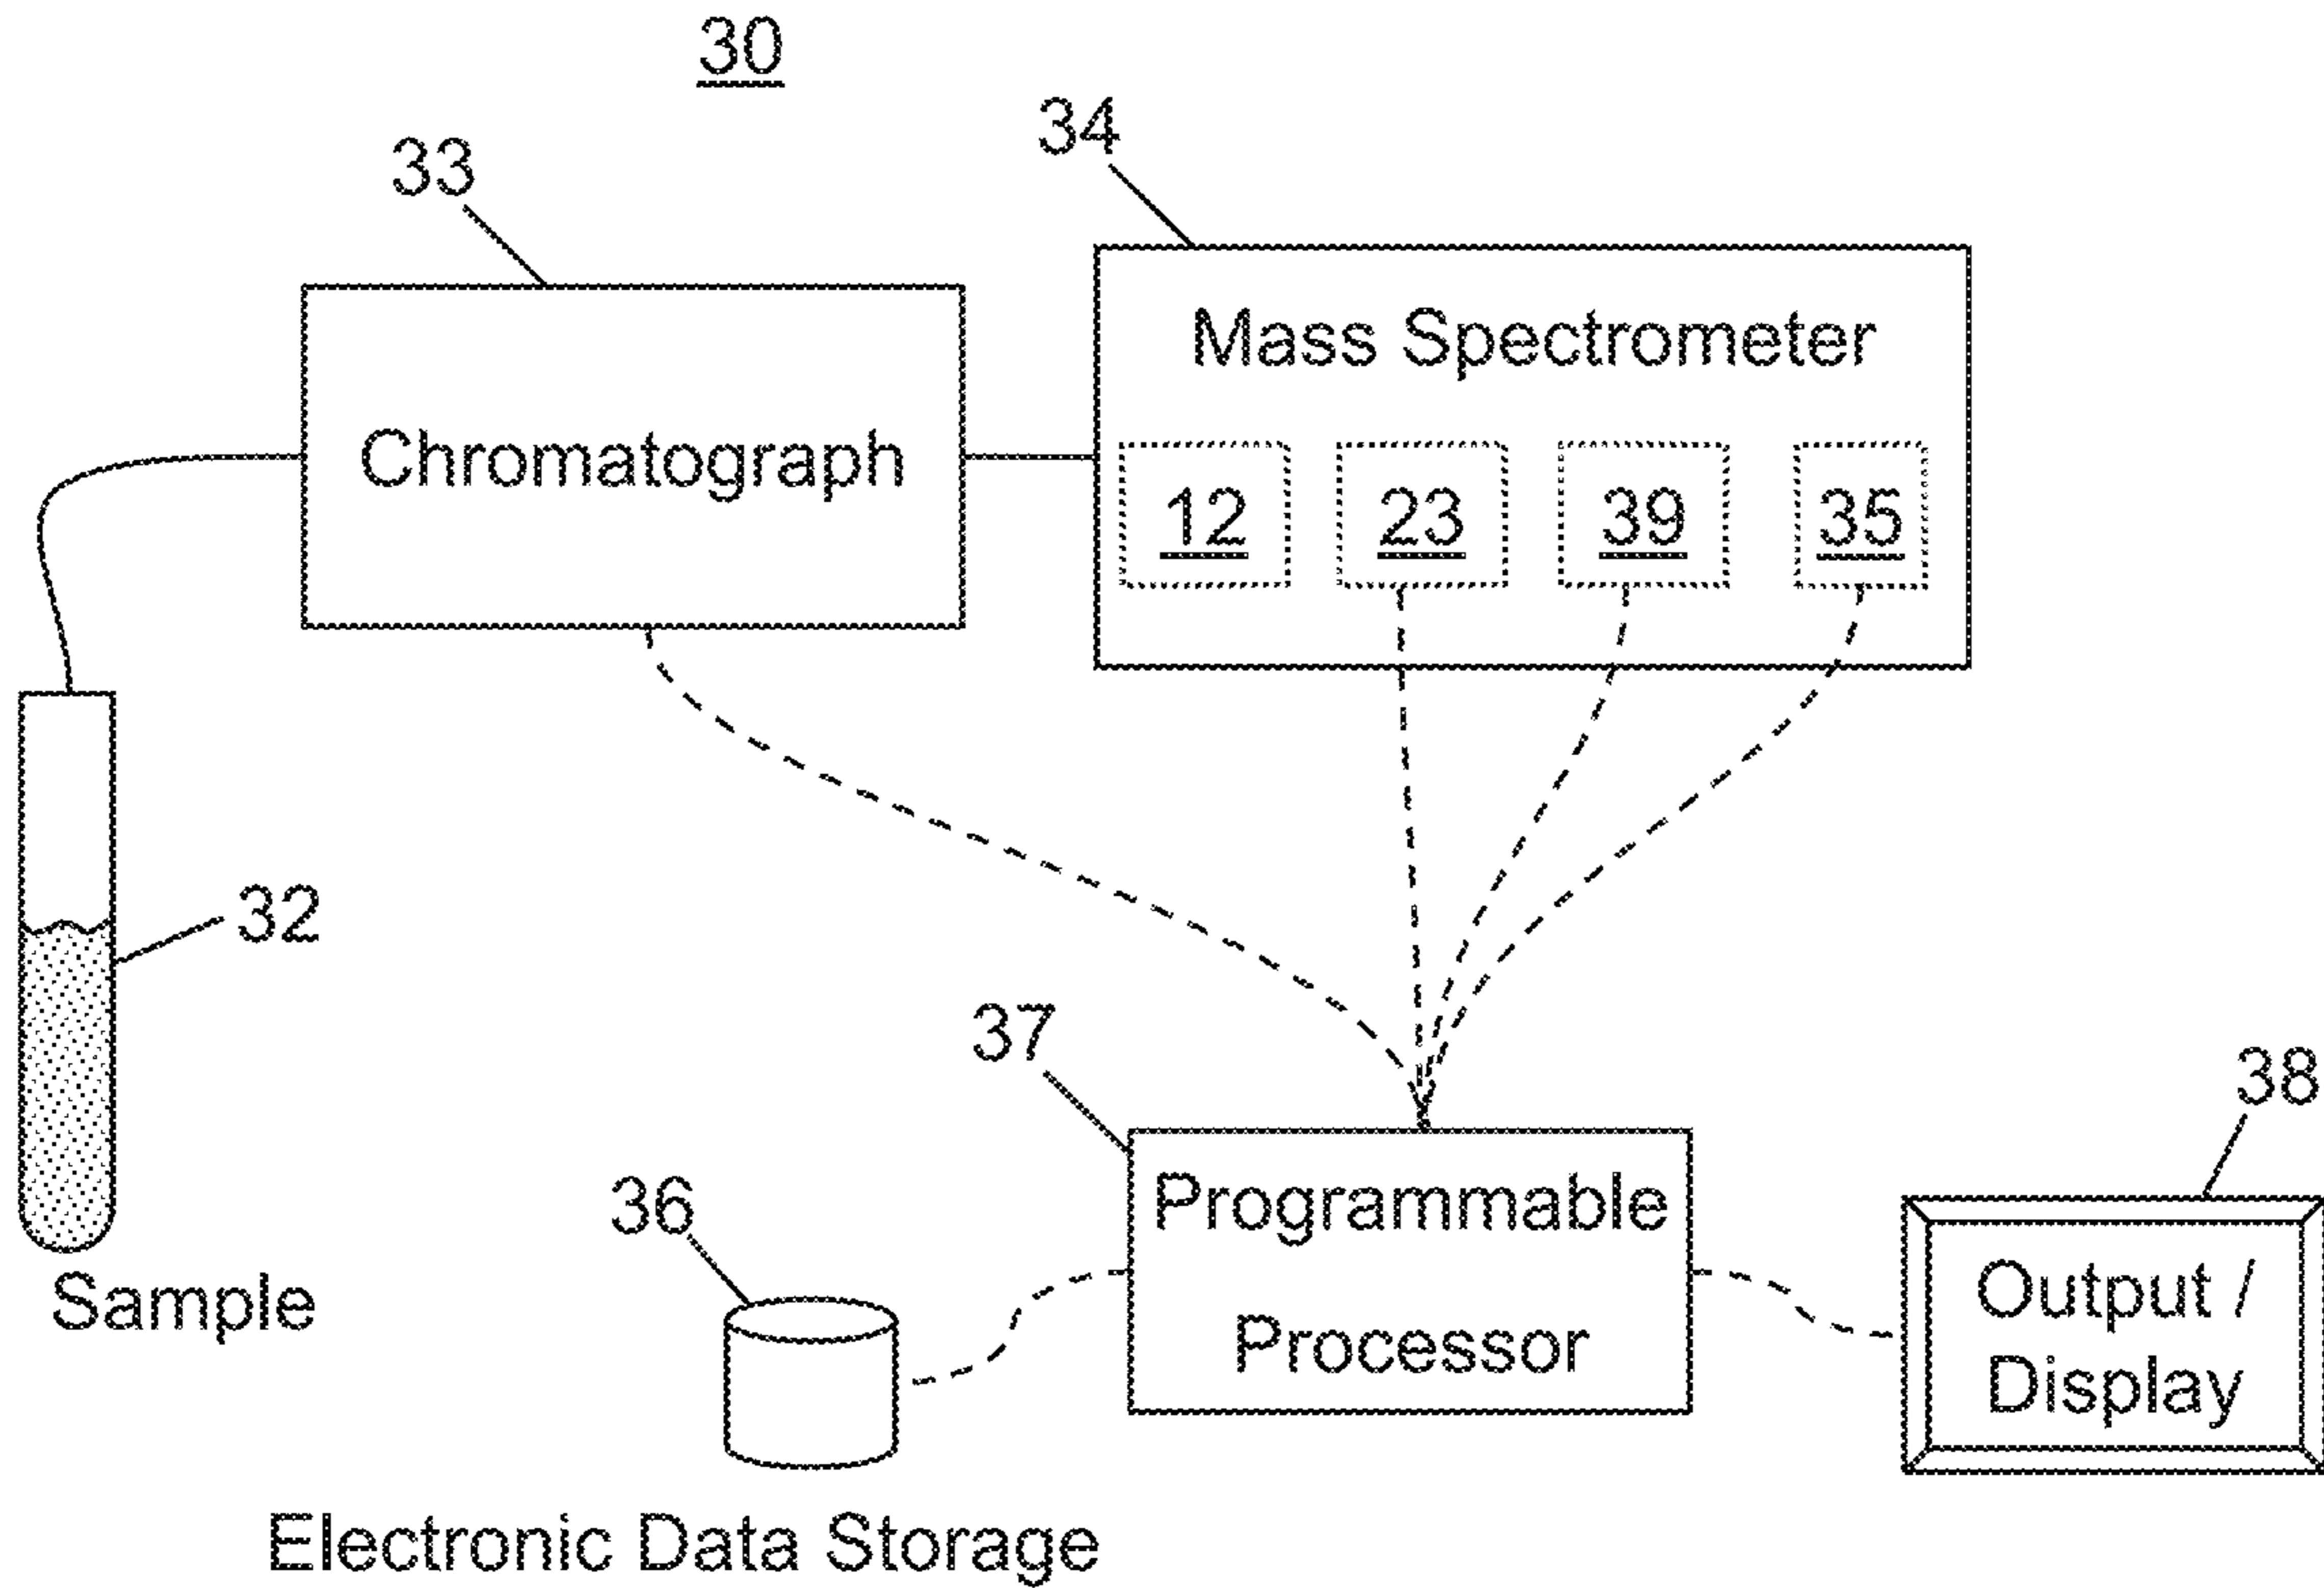 30
34
33
Mass Spectrometer
Chromatograph
12 23 39 35
32
37
38
36
Programmable
Processor
Output /
Display
Sample
Electronic Data Storage